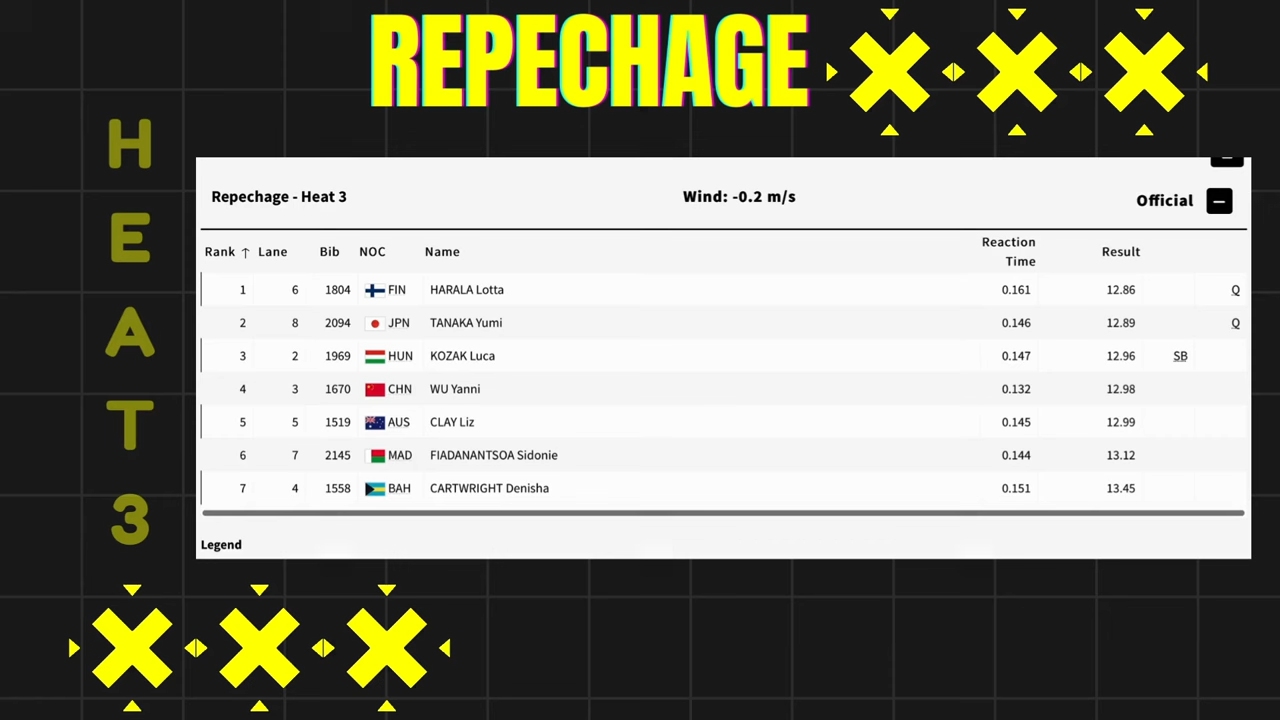 REPECHAGE
HEAT 3
Repechage - Heat 3 Wind: -0.2 m/s Official
Rank ↑ Lane Bib NOC Name Reaction Time Result
1 6 1804 FIN HARALA Lotta 0.161 12.86 Q
2 8 2094 JPN TANAKA Yumi 0.146 12.89 Q
3 2 1969 HUN KOZAK Luca 0.147 12.96 SB
4 3 1670 CHN WU Yanni 0.132 12.98
5 5 1519 AUS CLAY Liz 0.145 12.99
6 7 2145 MAD FIADANANTSOA Sidonie 0.144 13.12
7 4 1558 BAH CARTWRIGHT Denisha 0.151 13.45
Legend